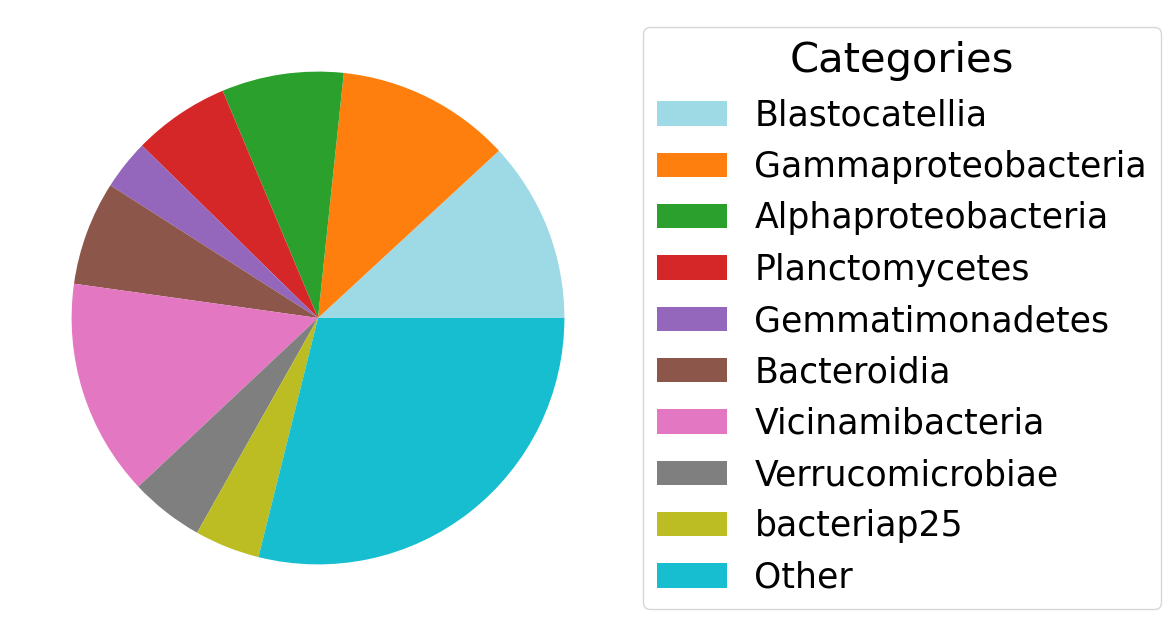 Categories
Blastocatellia
Gammaproteobacteria
Alphaproteobacteria
Planctomycetes
Gemmatimonadetes
Bacteroidia
Vicinamibacteria
Verrucomicrobiae
bacteriap25
Other